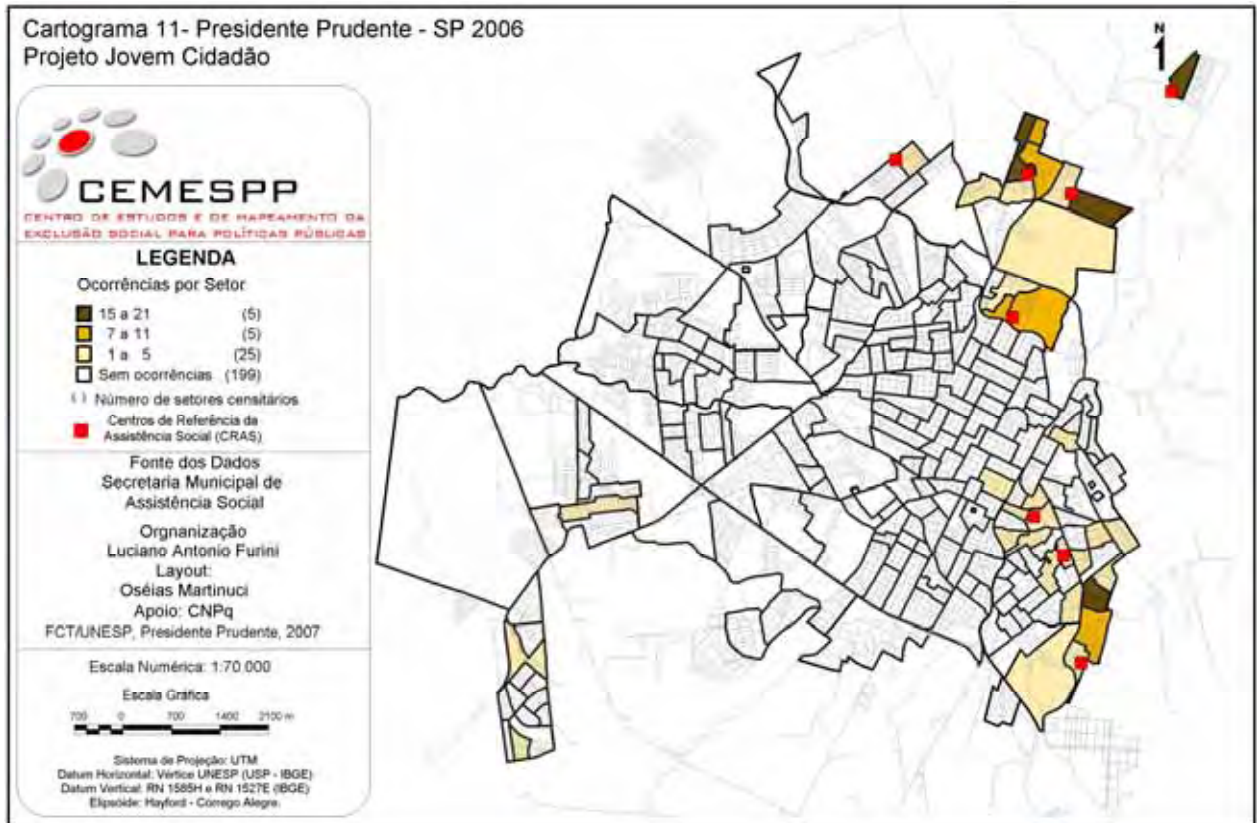 Cartograma 11- Presidente Prudente - SP 2006
Projeto Jovem Cidadão
CEMESPP
CENTRO DE ESTUDOS E DE MAPEAMENTO DA
EXCLUSÃO SOCIAL PARA POLÍTICAS PÚBLICAS
LEGENDA
Ocorrências por Setor
15 a 21 (5)
7 a 11 (5)
1 a 5 (25)
Sem ocorrências (199)
( ) Número de setores censitários
Centros de Referência da
Assistência Social (CRAS)
Fonte dos Dados
Secretaria Municipal de
Assistência Social
Orgnanização
Luciano Antonio Furini
Layout:
Oséias Martinuci
Apoio: CNPq
FCT/UNESP, Presidente Prudente, 2007
Escala Numérica: 1:70.000
Escala Gráfica
700 0 700 1400 2100 m
Sistema de Projeção: UTM
Datum Horizontal: Vértice UNESP (USP - IBGE)
Datum Vertical: RN 1585H e RN 1527E (IBGE)
Elipsóide: Hayford - Corrego Alegre.
N